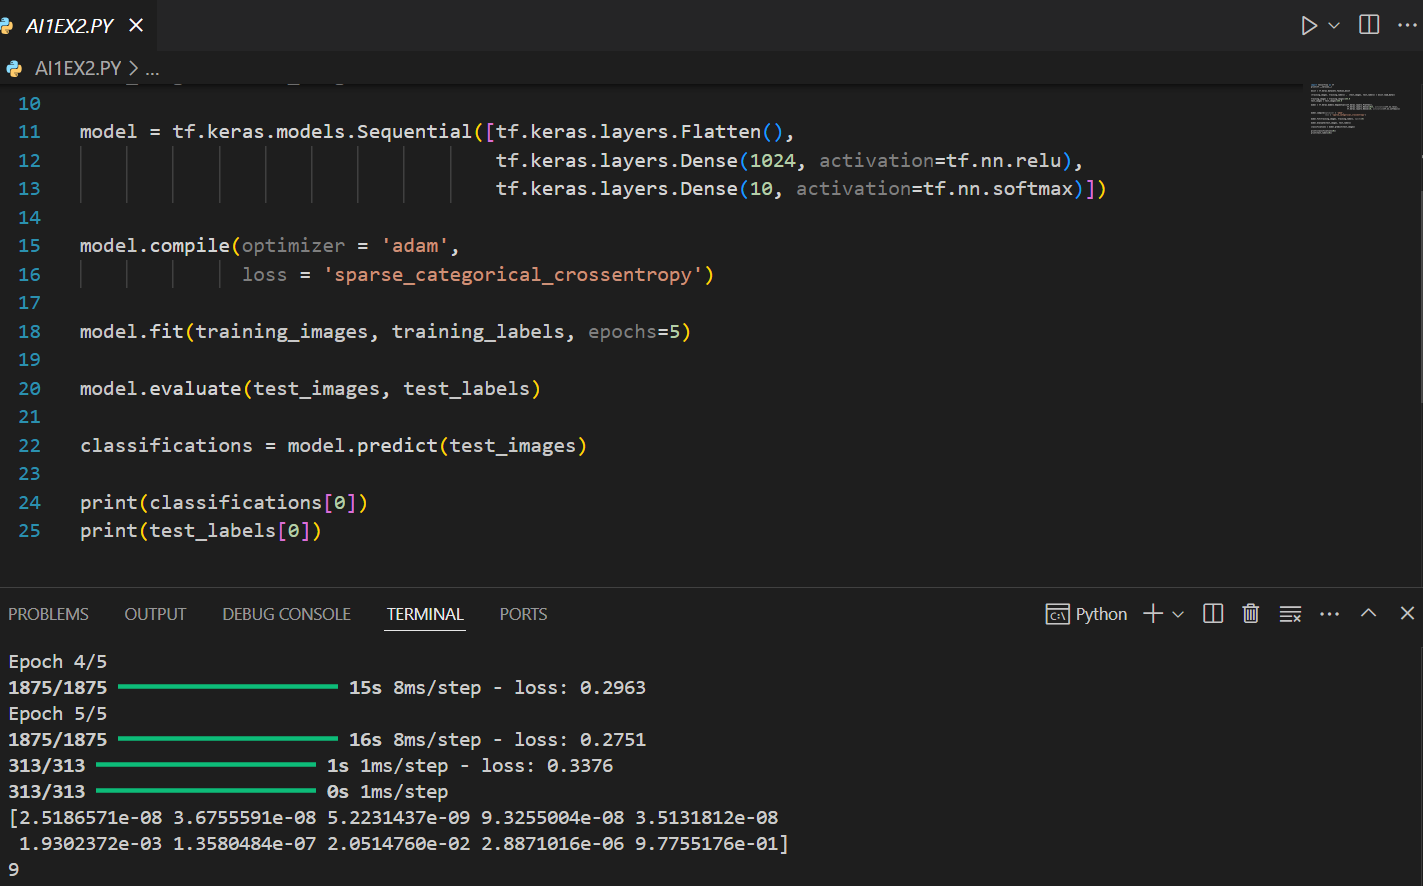 AI1EX2.PY
AI1EX2.PY > ...
10
11 model = tf.keras.models.Sequential([tf.keras.layers.Flatten(),
12 tf.keras.layers.Dense(1024, activation=tf.nn.relu),
13 tf.keras.layers.Dense(10, activation=tf.nn.softmax)])
14
15 model.compile(optimizer = 'adam',
16 loss = 'sparse_categorical_crossentropy')
17
18 model.fit(training_images, training_labels, epochs=5)
19
20 model.evaluate(test_images, test_labels)
21
22 classifications = model.predict(test_images)
23
24 print(classifications[0])
25 print(test_labels[0])
PROBLEMS OUTPUT DEBUG CONSOLE TERMINAL PORTS Python
Epoch 4/5
1875/1875 15s 8ms/step - loss: 0.2963
Epoch 5/5
1875/1875 16s 8ms/step - loss: 0.2751
313/313 1s 1ms/step - loss: 0.3376
313/313 0s 1ms/step
[2.5186571e-08 3.6755591e-08 5.2231437e-09 9.3255004e-08 3.5131812e-08
1.9302372e-03 1.3580484e-07 2.0514760e-02 2.8871016e-06 9.7755176e-01]
9